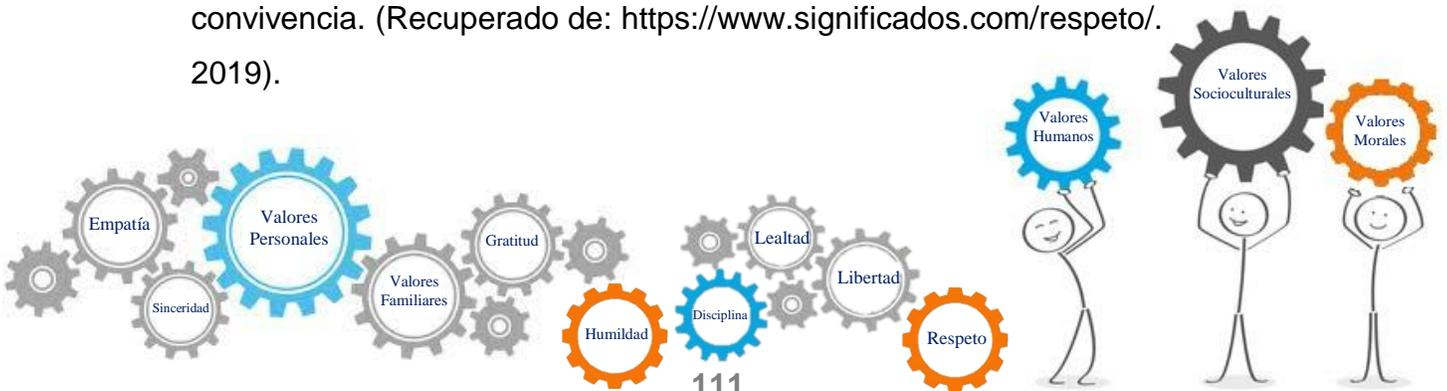 convivencia. (Recuperado de: https://www.significados.com/respeto/.
2019).
Valores
Humanos
Valores
Socioculturales
Valores
Morales
Empatía
Sinceridad
Valores
Personales
Valores
Familiares
Gratitud
Humildad
Disciplina
Lealtad
Libertad
Respeto
111